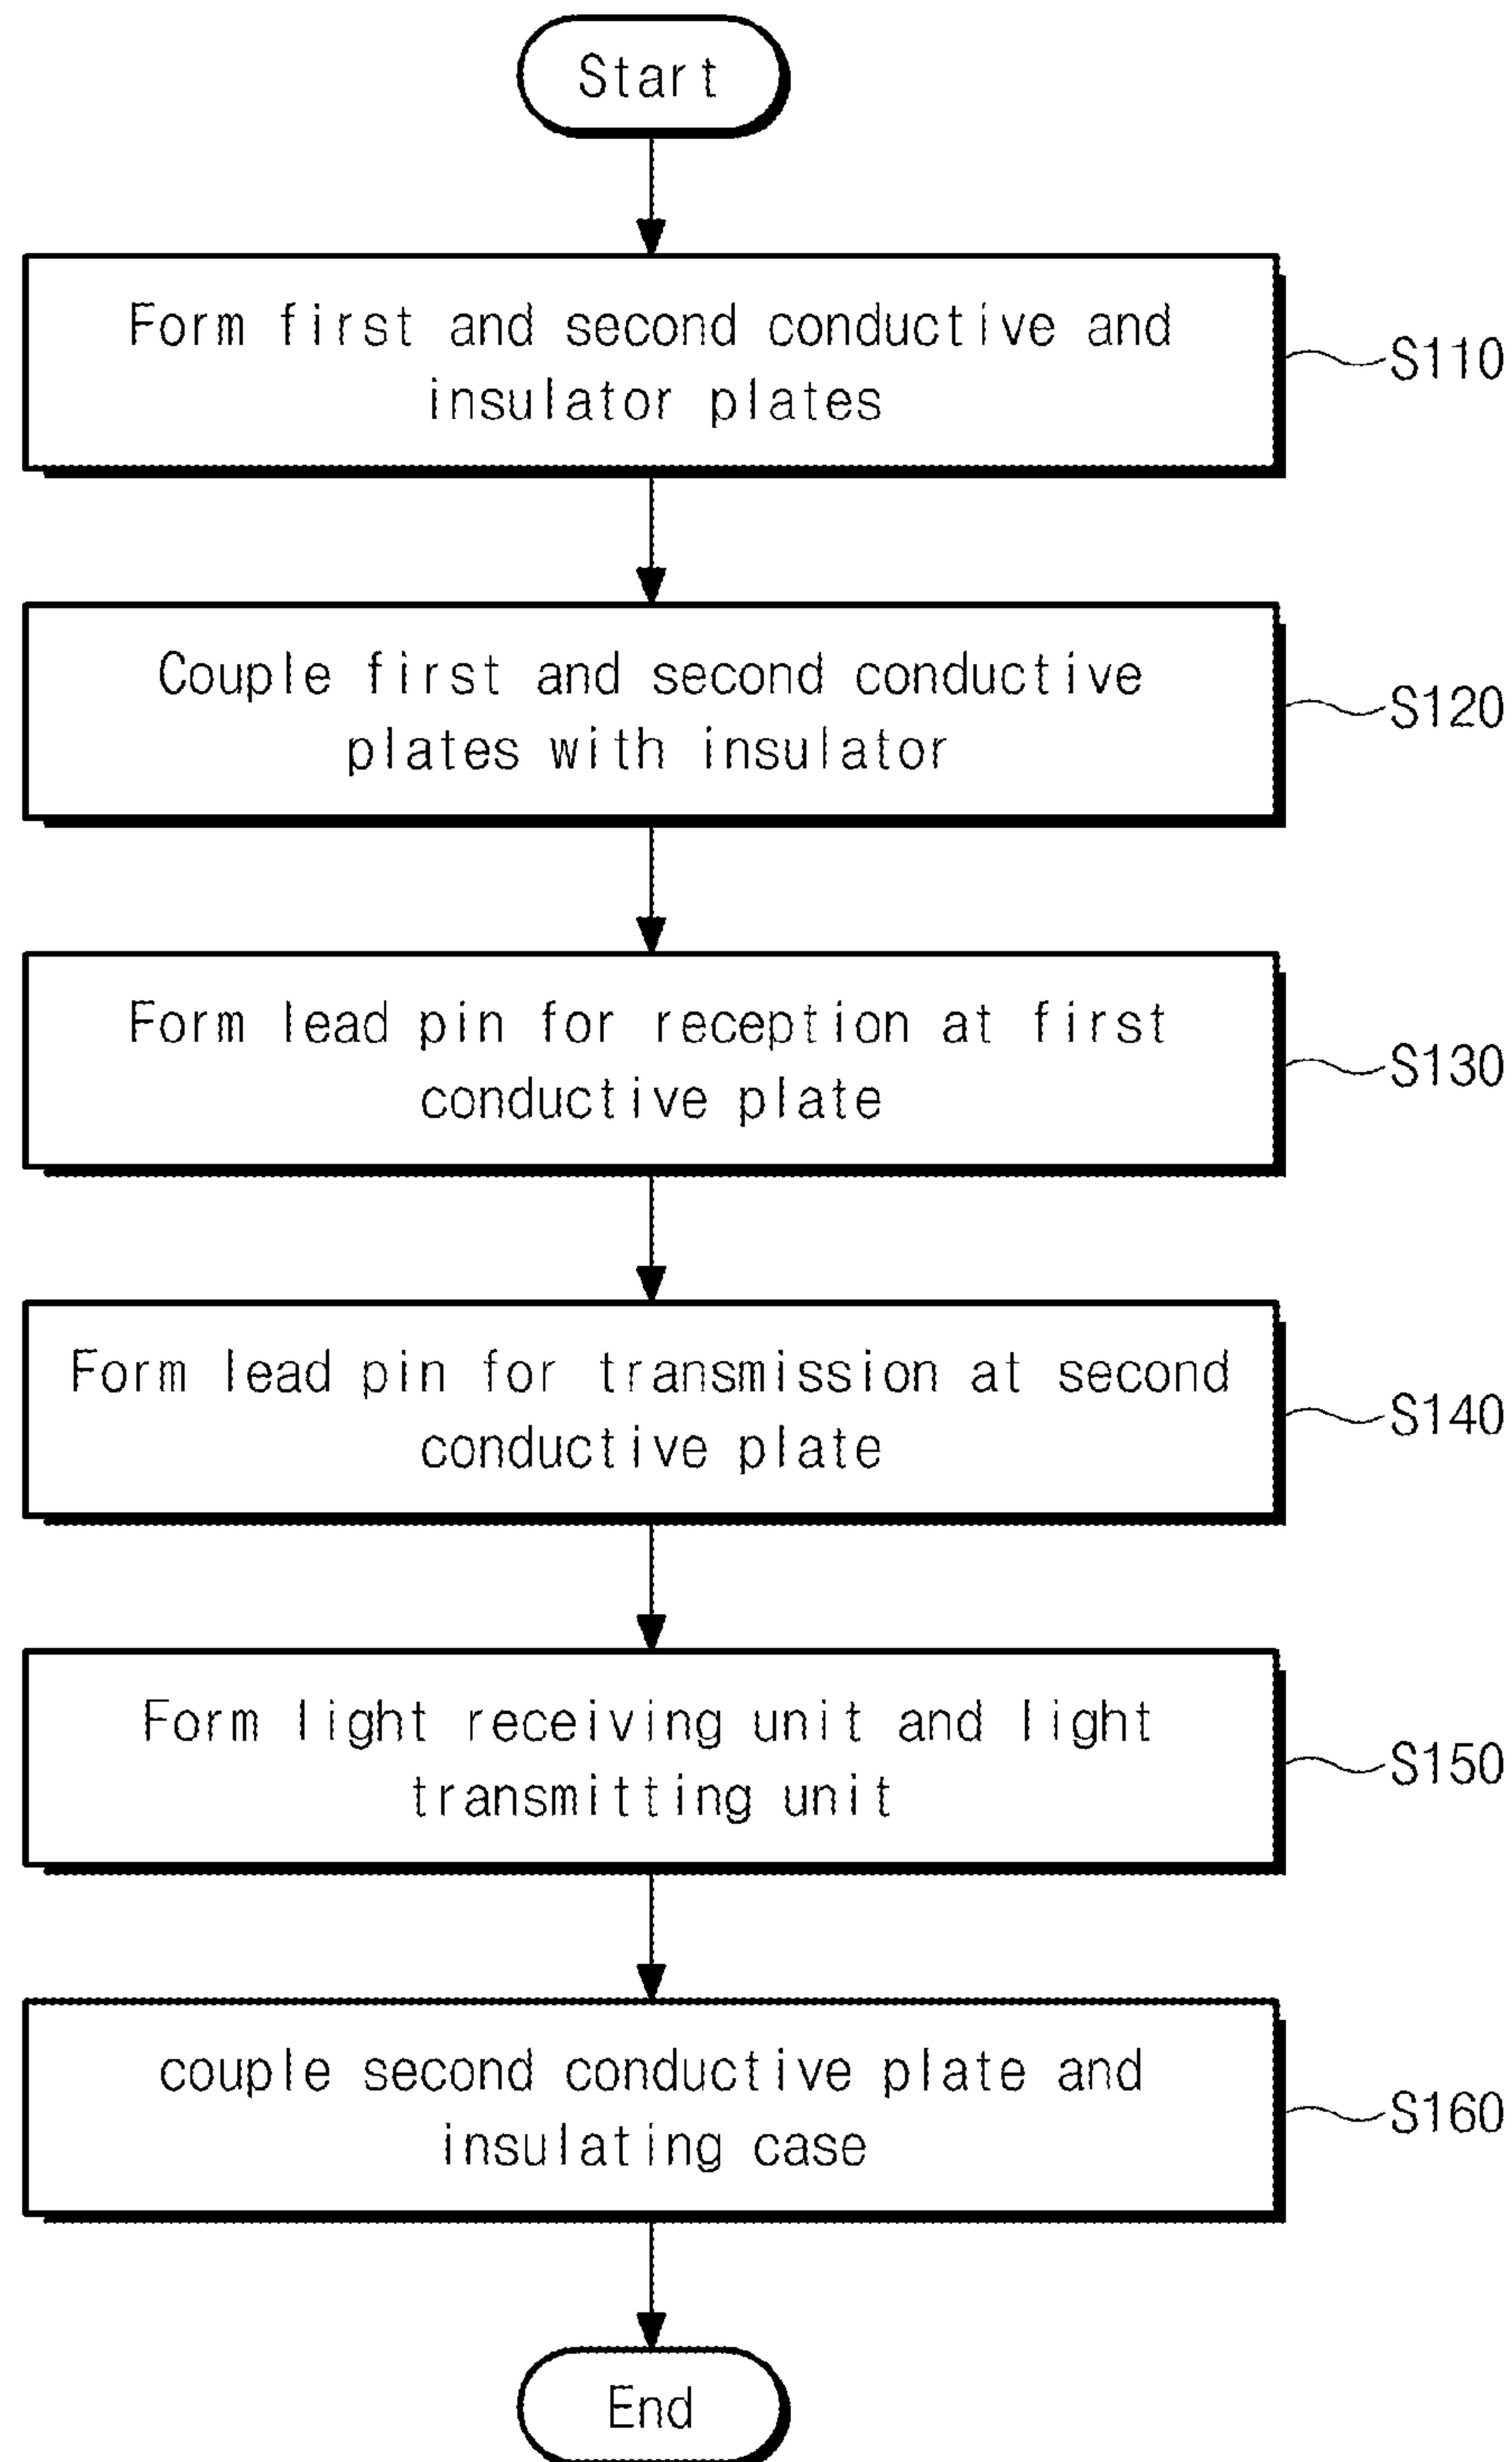 Start
Form first and second conductive and
insulator plates
S110
Couple first and second conductive
plates with insulator
S120
Form lead pin for reception at first
conductive plate
S130
Form lead pin for transmission at second
conductive plate
S140
Form light receiving unit and light
transmitting unit
S150
couple second conductive plate and
insulating case
S160
End